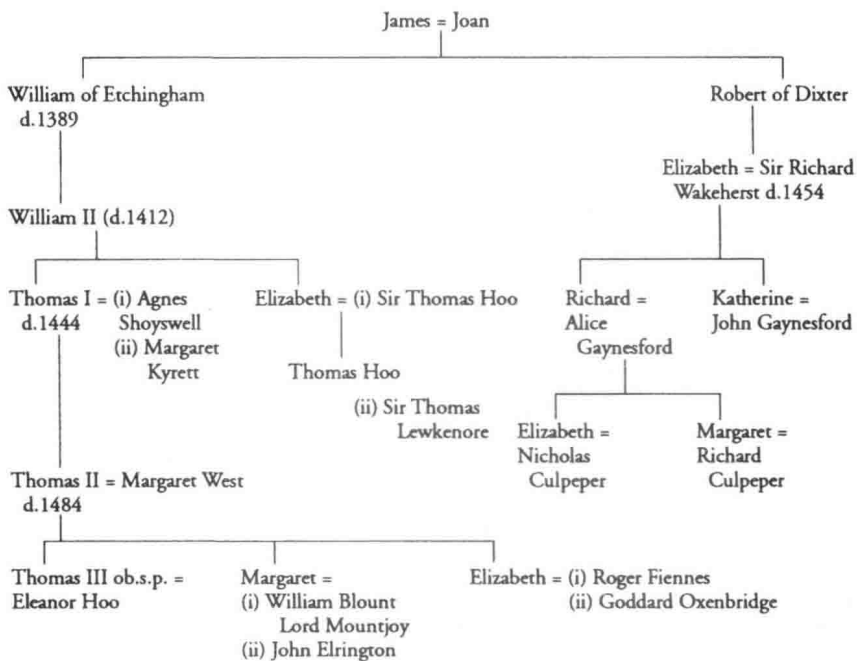 James = Joan
William of Etchingham
d.1389
Robert of Dixter
Elizabeth = Sir Richard
Wakeherst d.1454
William II (d.1412)
Thomas I = (i) Agnes
d.1444 Shoyswell
(ii) Margaret
Kyrett
Elizabeth = (i) Sir Thomas Hoo
Thomas Hoo
(ii) Sir Thomas
Lewkenore
Richard =
Alice
Gaynesford
Katherine =
John Gaynesford
Elizabeth =
Nicholas
Culpeper
Margaret =
Richard
Culpeper
Thomas II = Margaret West
d.1484
Thomas III ob.s.p. =
Eleanor Hoo
Margaret =
(i) William Blount
Lord Mountjoy
(ii) John Elrington
Elizabeth = (i) Roger Fiennes
(ii) Goddard Oxenbridge